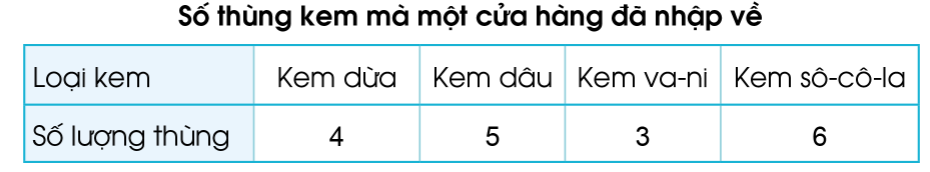 Số thùng kem mà một cửa hàng đã nhập về
Loại kem Kem dừa Kem dâu Kem va-ni Kem sô-cô-la
Số lượng thùng 4 5 3 6